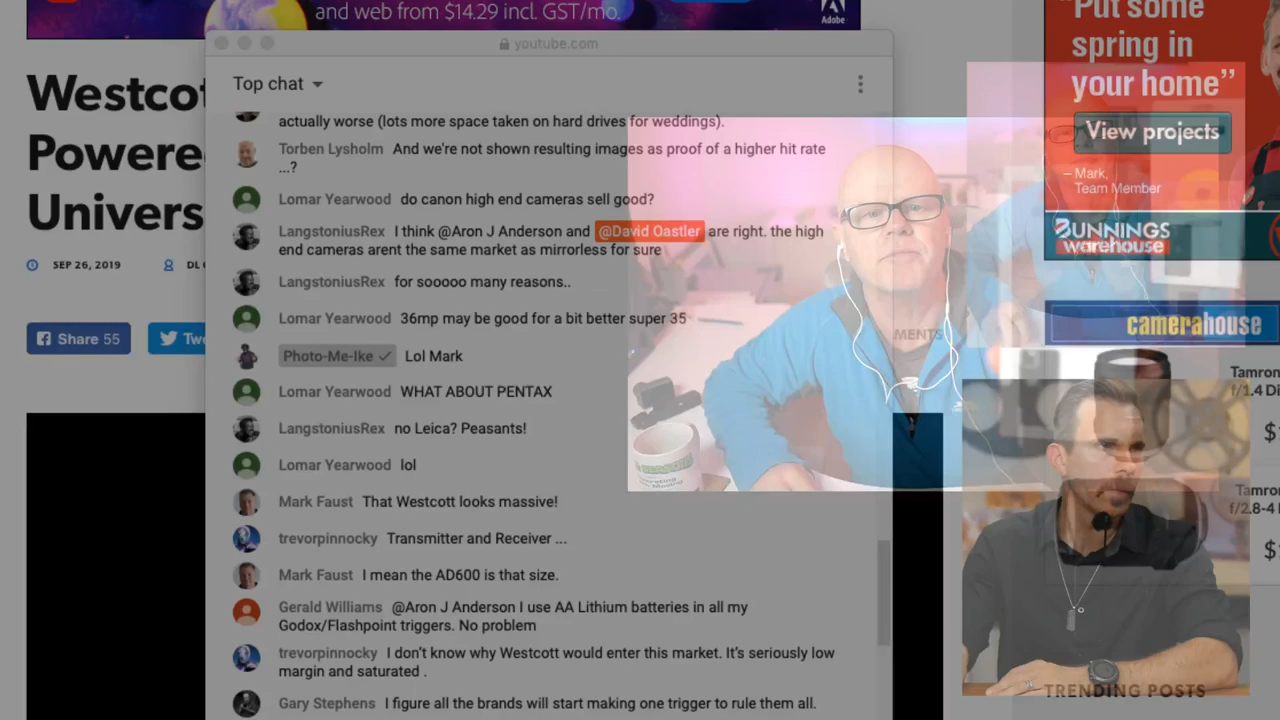 and web from $14.29 incl. GST/mo.
Adobe
"Put some
spring in
your home"
View projects
– Mark,
Team Member
BUNNINGS
warehouse
camerahouse
youtube.com
Top chat
Westcot
Powere
Univers
SEP 26, 2019
Share 55
actually worse (lots more space taken on hard drives for weddings).
Torben Lysholm And we're not shown resulting images as proof of a higher hit rate
...?
Lomar Yearwood do canon high end cameras sell good?
LangstoniusRex I think @Aron J Anderson and @David Oastler are right. the high
end cameras arent the same market as mirrorless for sure
LangstoniusRex for sooooo many reasons..
Lomar Yearwood 36mp may be good for a bit better super 35
Photo-Me-Ike ✓ Lol Mark
Lomar Yearwood WHAT ABOUT PENTAX
LangstoniusRex no Leica? Peasants!
Lomar Yearwood lol
Mark Faust That Westcott looks massive!
trevorpinnocky Transmitter and Receiver ...
Mark Faust I mean the AD600 is that size.
Gerald Williams @Aron J Anderson I use AA Lithium batteries in all my
Godox/Flashpoint triggers. No problem
trevorpinnocky I don't know why Westcott would enter this market. It's seriously low
margin and saturated .
Gary Stephens I figure all the brands will start making one trigger to rule them all.
MENTS
Tamron
f/1.4 Di
$
Tamron
f/2.8-4
$
TRENDING POSTS